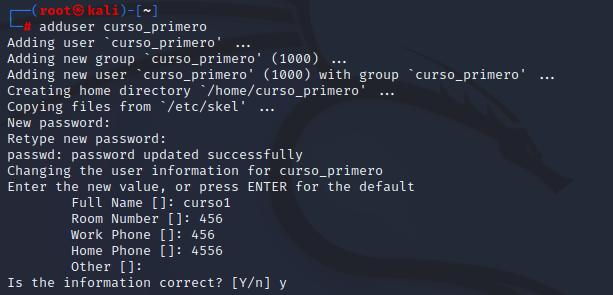 ┌──(root㉿kali)-[~]
└─# adduser curso_primero
Adding user `curso_primero' ...
Adding new group `curso_primero' (1000) ...
Adding new user `curso_primero' (1000) with group `curso_primero' ...
Creating home directory `/home/curso_primero' ...
Copying files from `/etc/skel' ...
New password:
Retype new password:
passwd: password updated successfully
Changing the user information for curso_primero
Enter the new value, or press ENTER for the default
        Full Name []: curso1
        Room Number []: 456
        Work Phone []: 456
        Home Phone []: 4556
        Other []:
Is the information correct? [Y/n] y